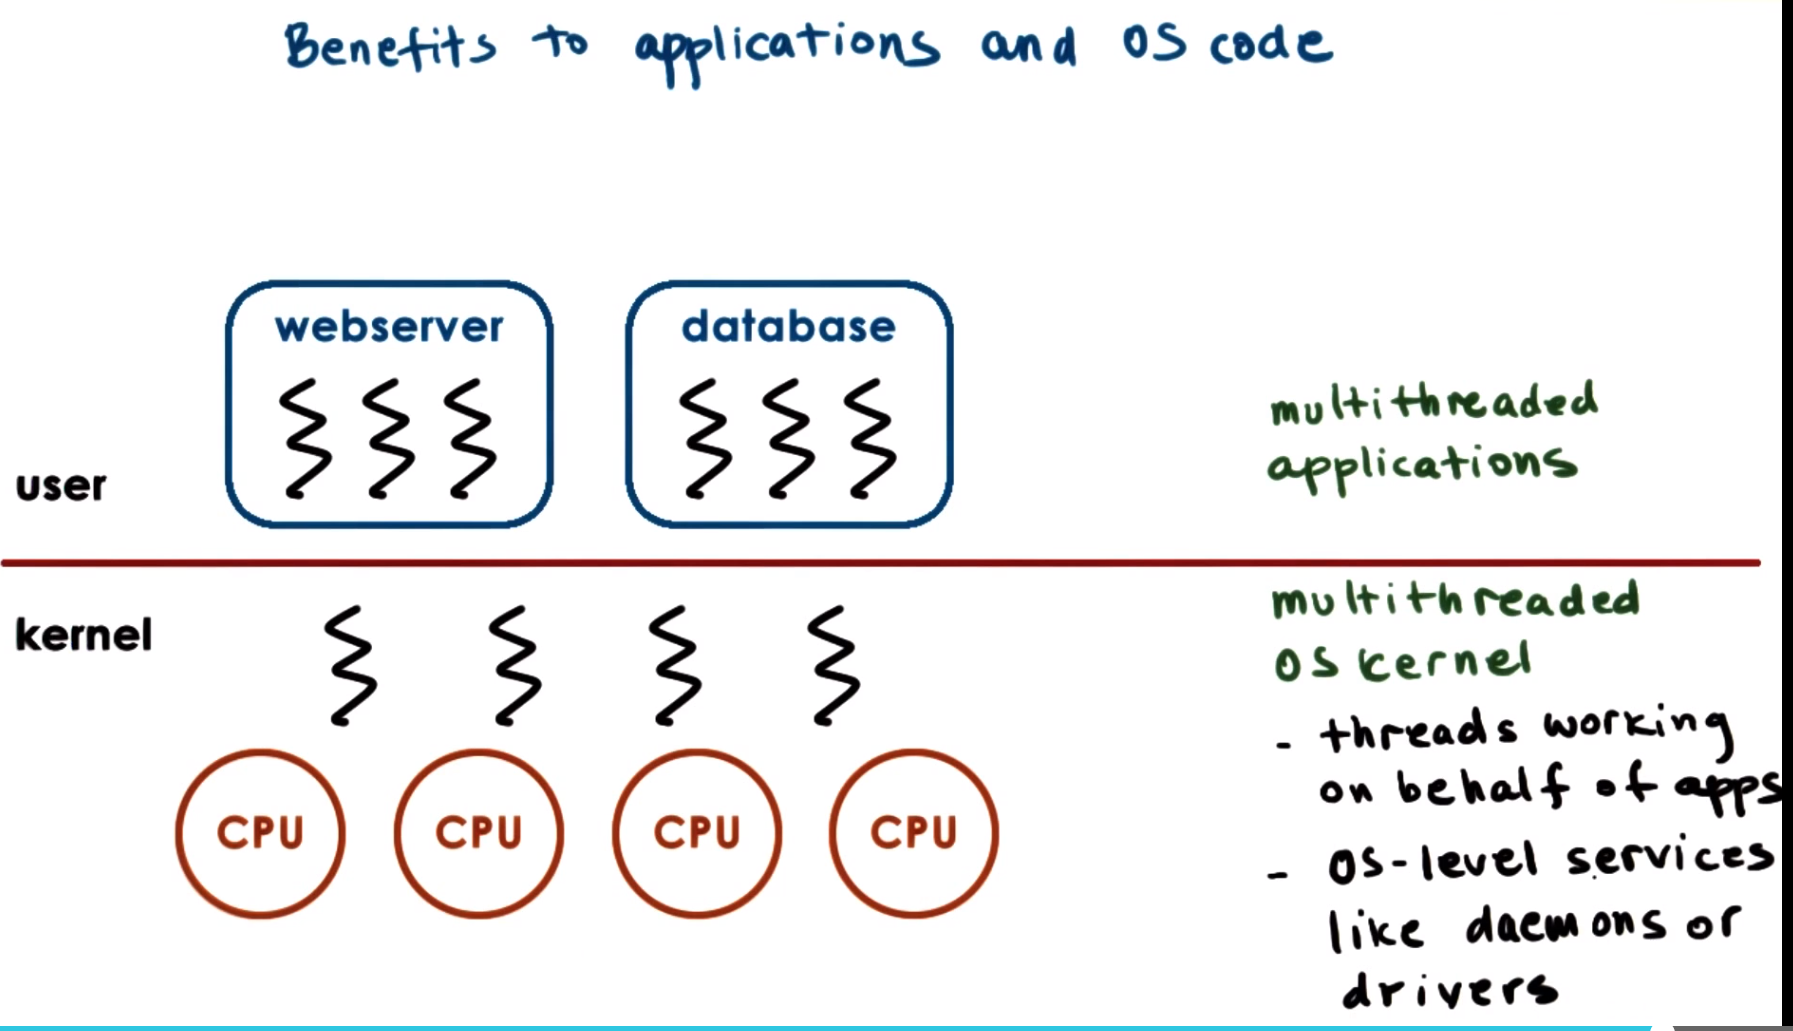 Benefits to applications and OS code
webserver
database
user
multithreaded
applications
kernel
multithreaded
OS kernel
- threads working
on behalf of apps
- OS-level services
like daemons or
drivers
CPU
CPU
CPU
CPU